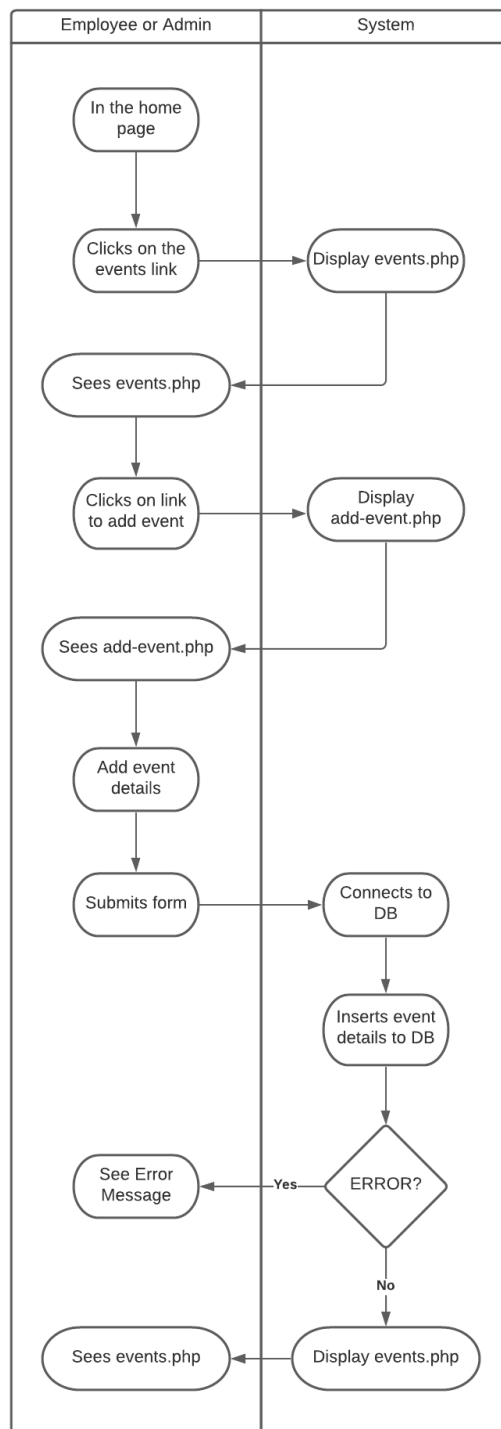 Employee or Admin
System
In the home
page
Clicks on the
events link
Display events.php
Sees events.php
Clicks on link
to add event
Display
add-event.php
Sees add-event.php
Add event
details
Submits form
Connects to
DB
Inserts event
details to DB
ERROR?
Yes
See Error
Message
No
Display events.php
Sees events.php